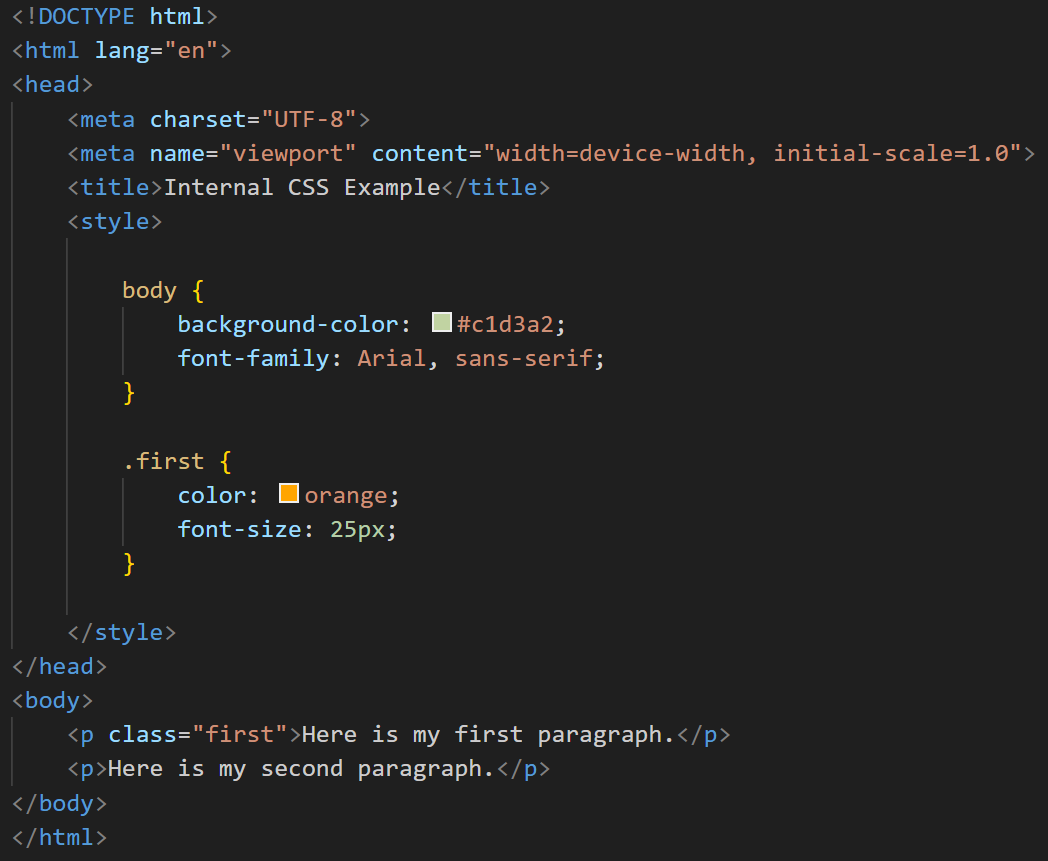 <!DOCTYPE html>
<html lang="en">
<head>
    <meta charset="UTF-8">
    <meta name="viewport" content="width=device-width, initial-scale=1.0">
    <title>Internal CSS Example</title>
    <style>

        body {
            background-color: #c1d3a2;
            font-family: Arial, sans-serif;
        }

        .first {
            color: orange;
            font-size: 25px;
        }

    </style>
</head>
<body>
    <p class="first">Here is my first paragraph.</p>
    <p>Here is my second paragraph.</p>
</body>
</html>